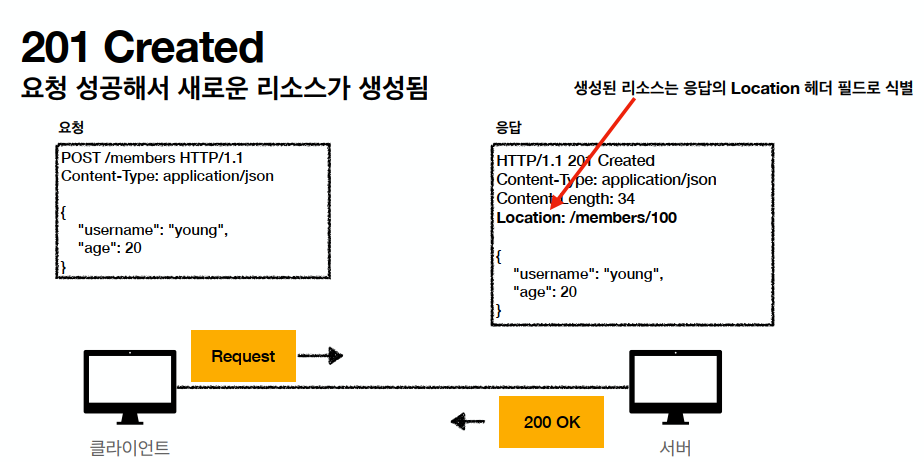 201 Created
요청 성공해서 새로운 리소스가 생성됨
생성된 리소스는 응답의 Location 헤더 필드로 식별
요청
POST /members HTTP/1.1
Content-Type: application/json
{
"username": "young",
"age": 20
}
응답
HTTP/1.1 201 Created
Content-Type: application/json
Content-Length: 34
Location: /members/100
{
"username": "young",
"age": 20
}
Request
200 OK
클라이언트
서버